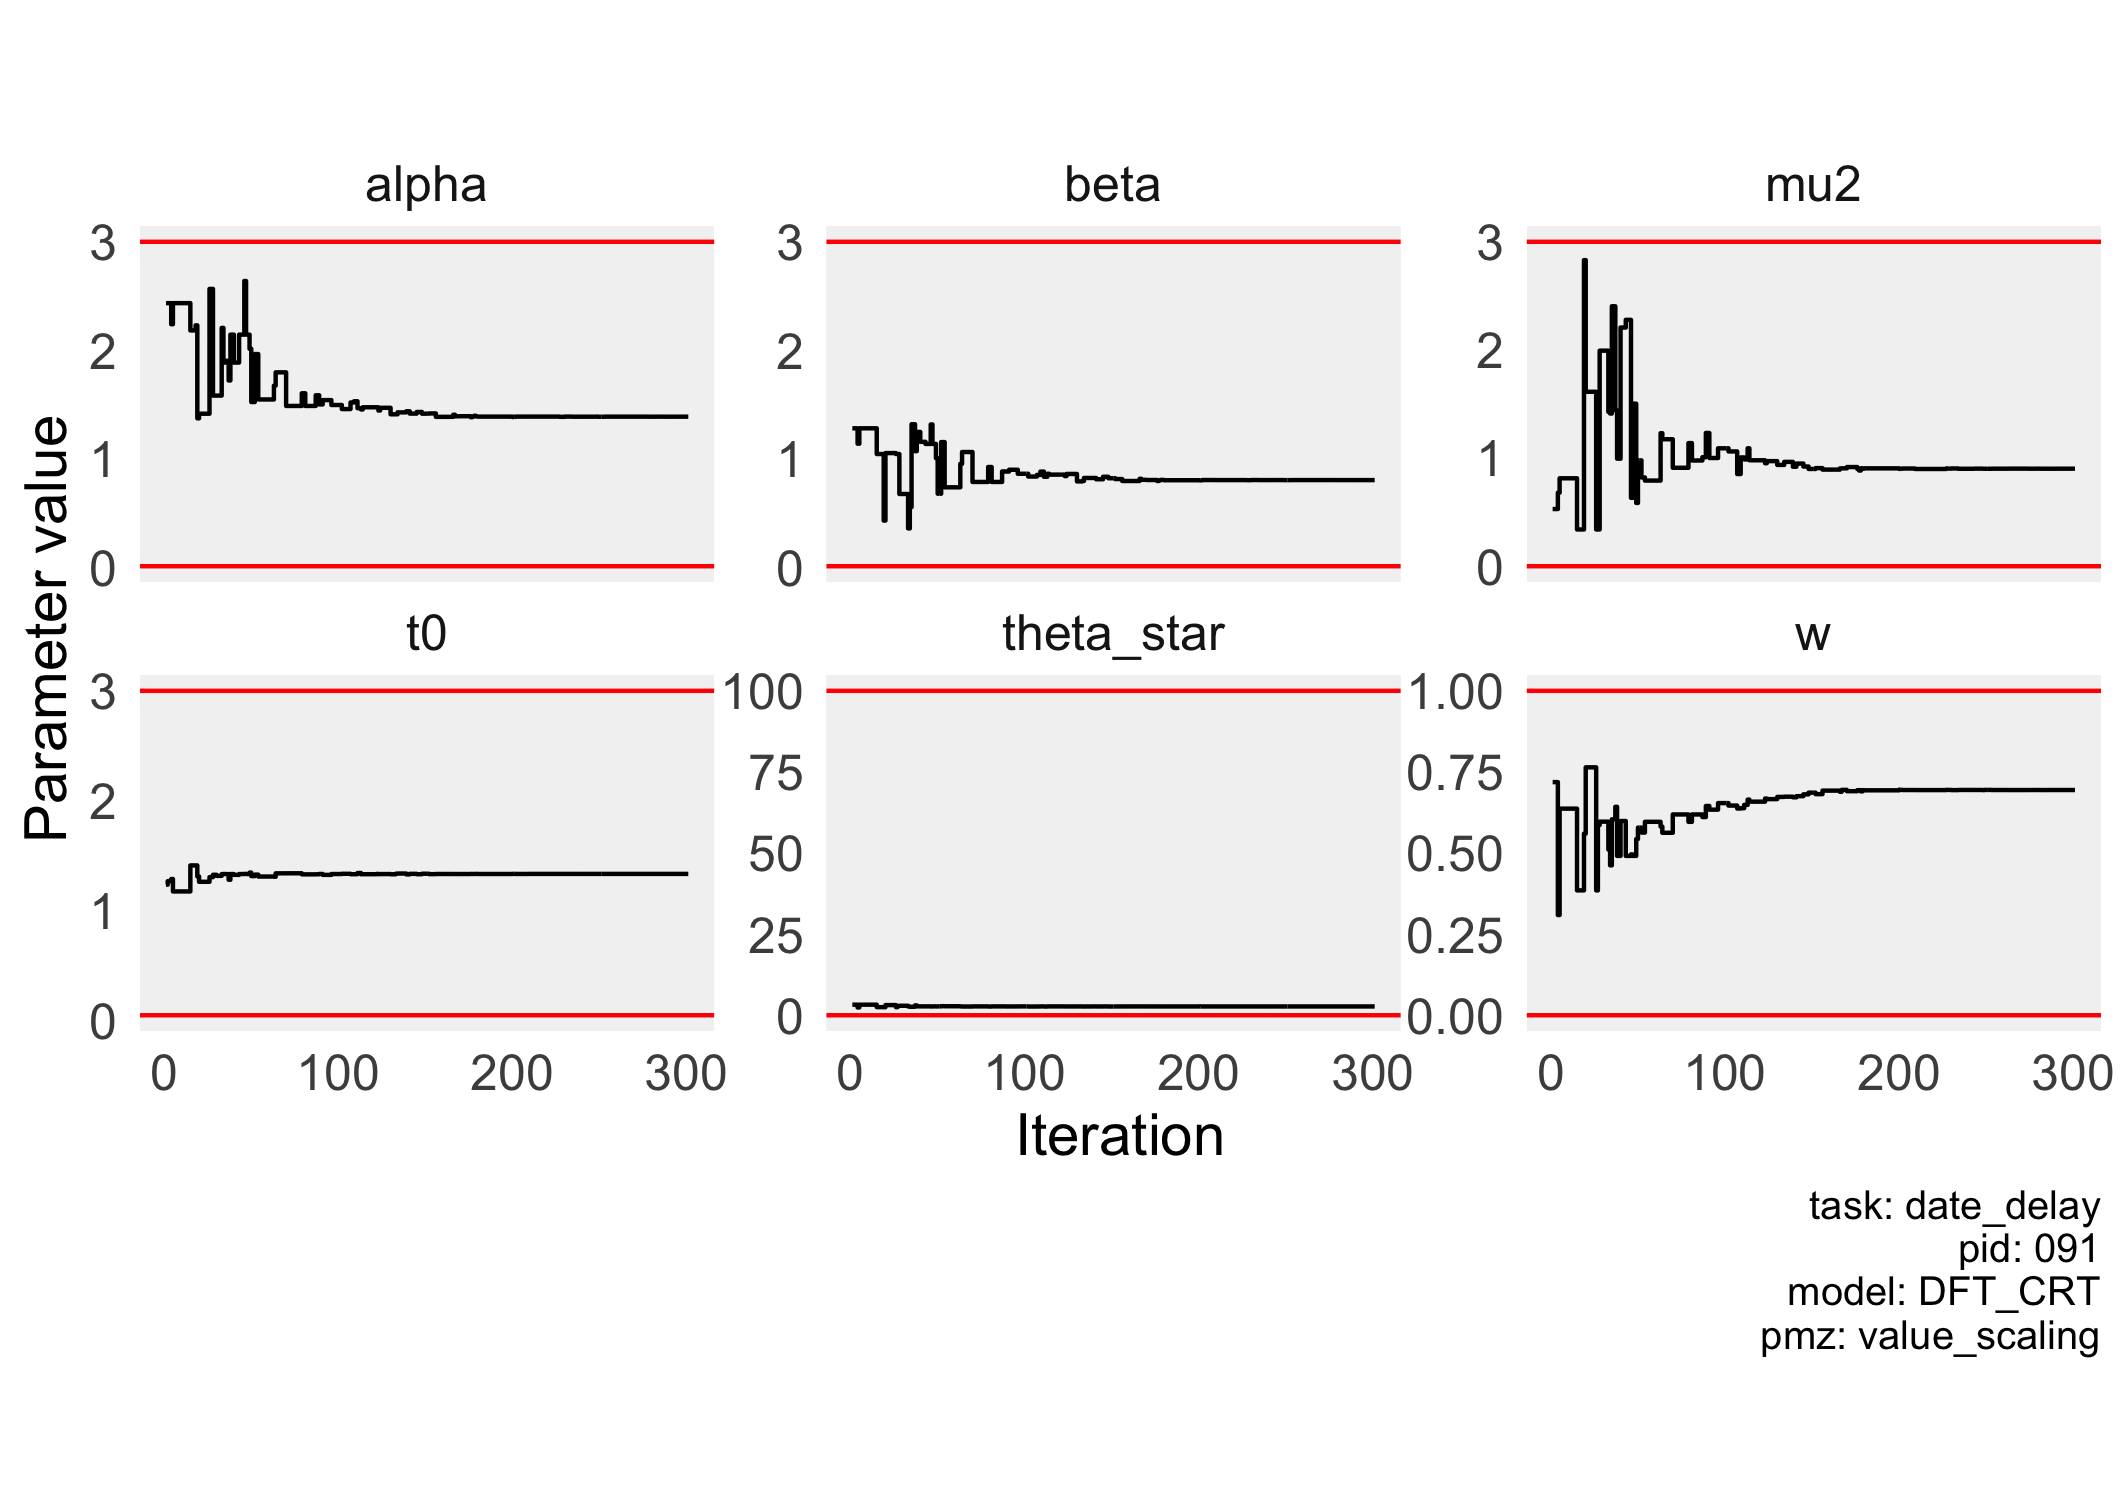 alpha beta mu2
3 3 3
2 2 2
1 1 1
0 0 0
t0 theta_star w
3 100 1.00
2 75 0.75
50 0.50
1 25 0.25
0 0 0.00
0 100 200 300 0 100 200 300 0 100 200 300
Parameter value
Iteration
task: date_delay
pid: 091
model: DFT_CRT
pmz: value_scaling